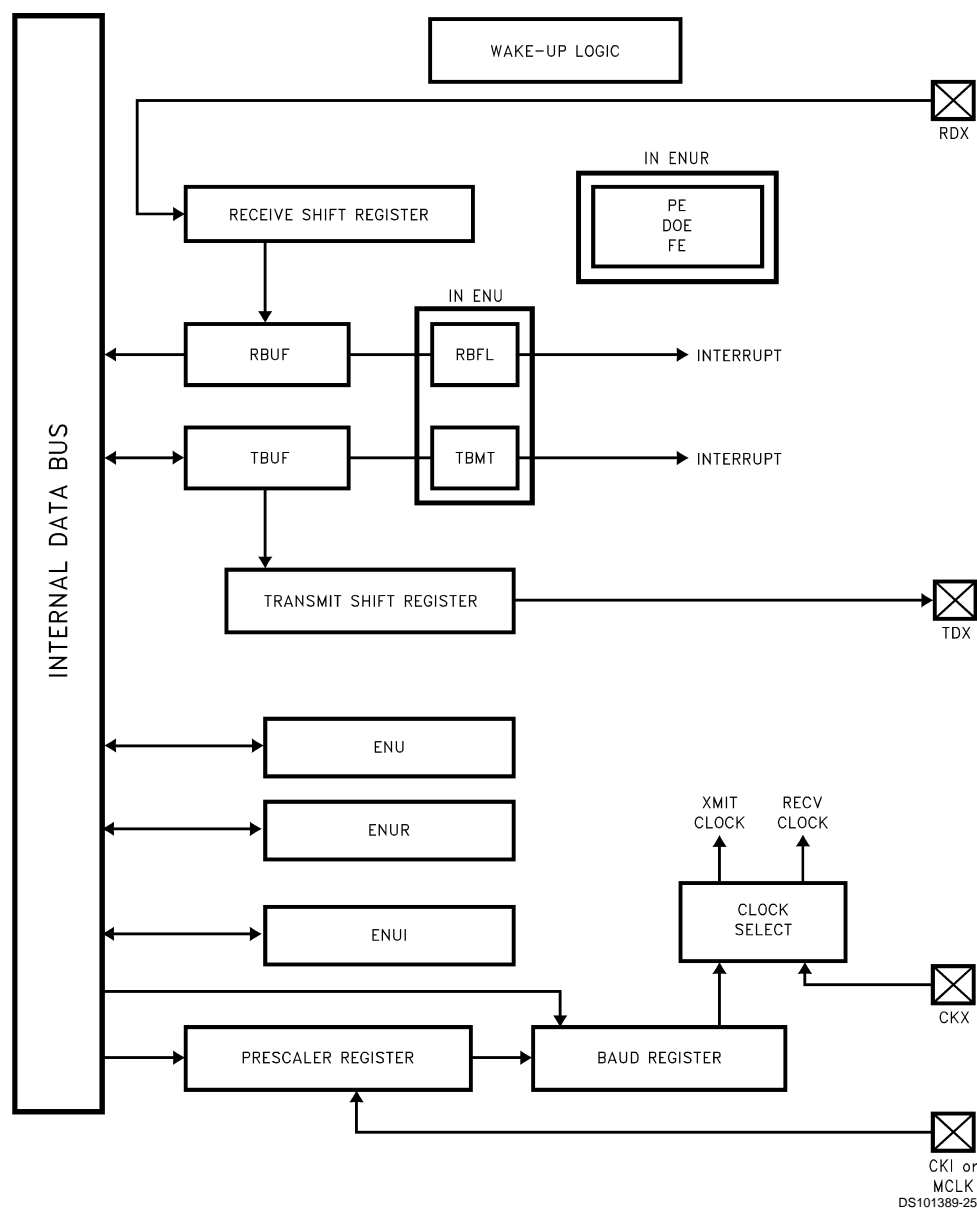 WAKE-UP LOGIC
RDX
IN ENUR
PE
DOE
FE
RECEIVE SHIFT REGISTER
IN ENU
RBUF
RBFL
INTERRUPT
TBUF
TBMT
INTERRUPT
INTERNAL DATA BUS
TRANSMIT SHIFT REGISTER
TDX
ENU
XMIT
CLOCK
RECV
CLOCK
ENUR
CLOCK
SELECT
ENUI
CKX
PRESCALER REGISTER
BAUD REGISTER
CKI or
MCLK
DS101389-25